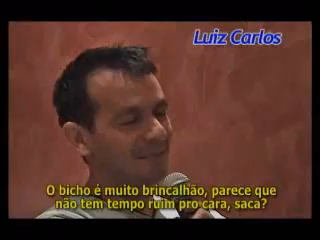 Luiz Carlos
O bicho é muito brincalhão, parece que
não tem tempo ruim pro cara, saca?